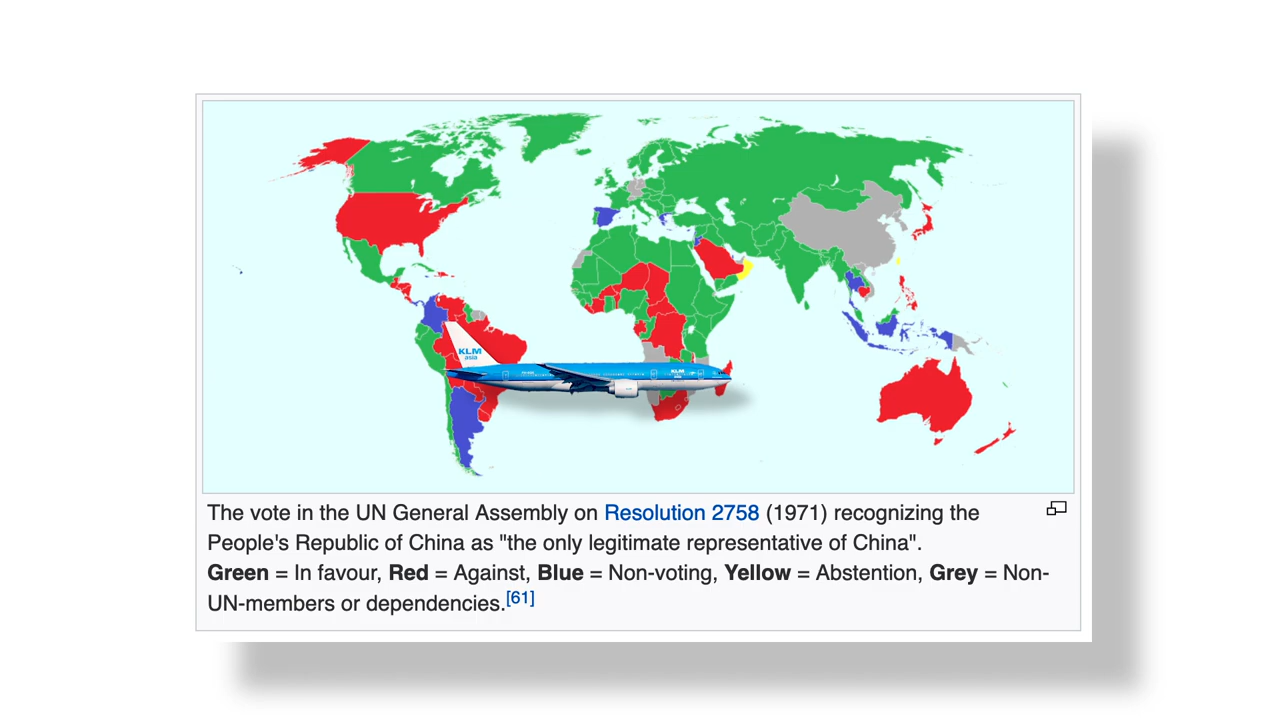 KLM
asia
KLM
asia
The vote in the UN General Assembly on Resolution 2758 (1971) recognizing the
People's Republic of China as "the only legitimate representative of China".
Green = In favour, Red = Against, Blue = Non-voting, Yellow = Abstention, Grey = Non-
UN-members or dependencies.[61]